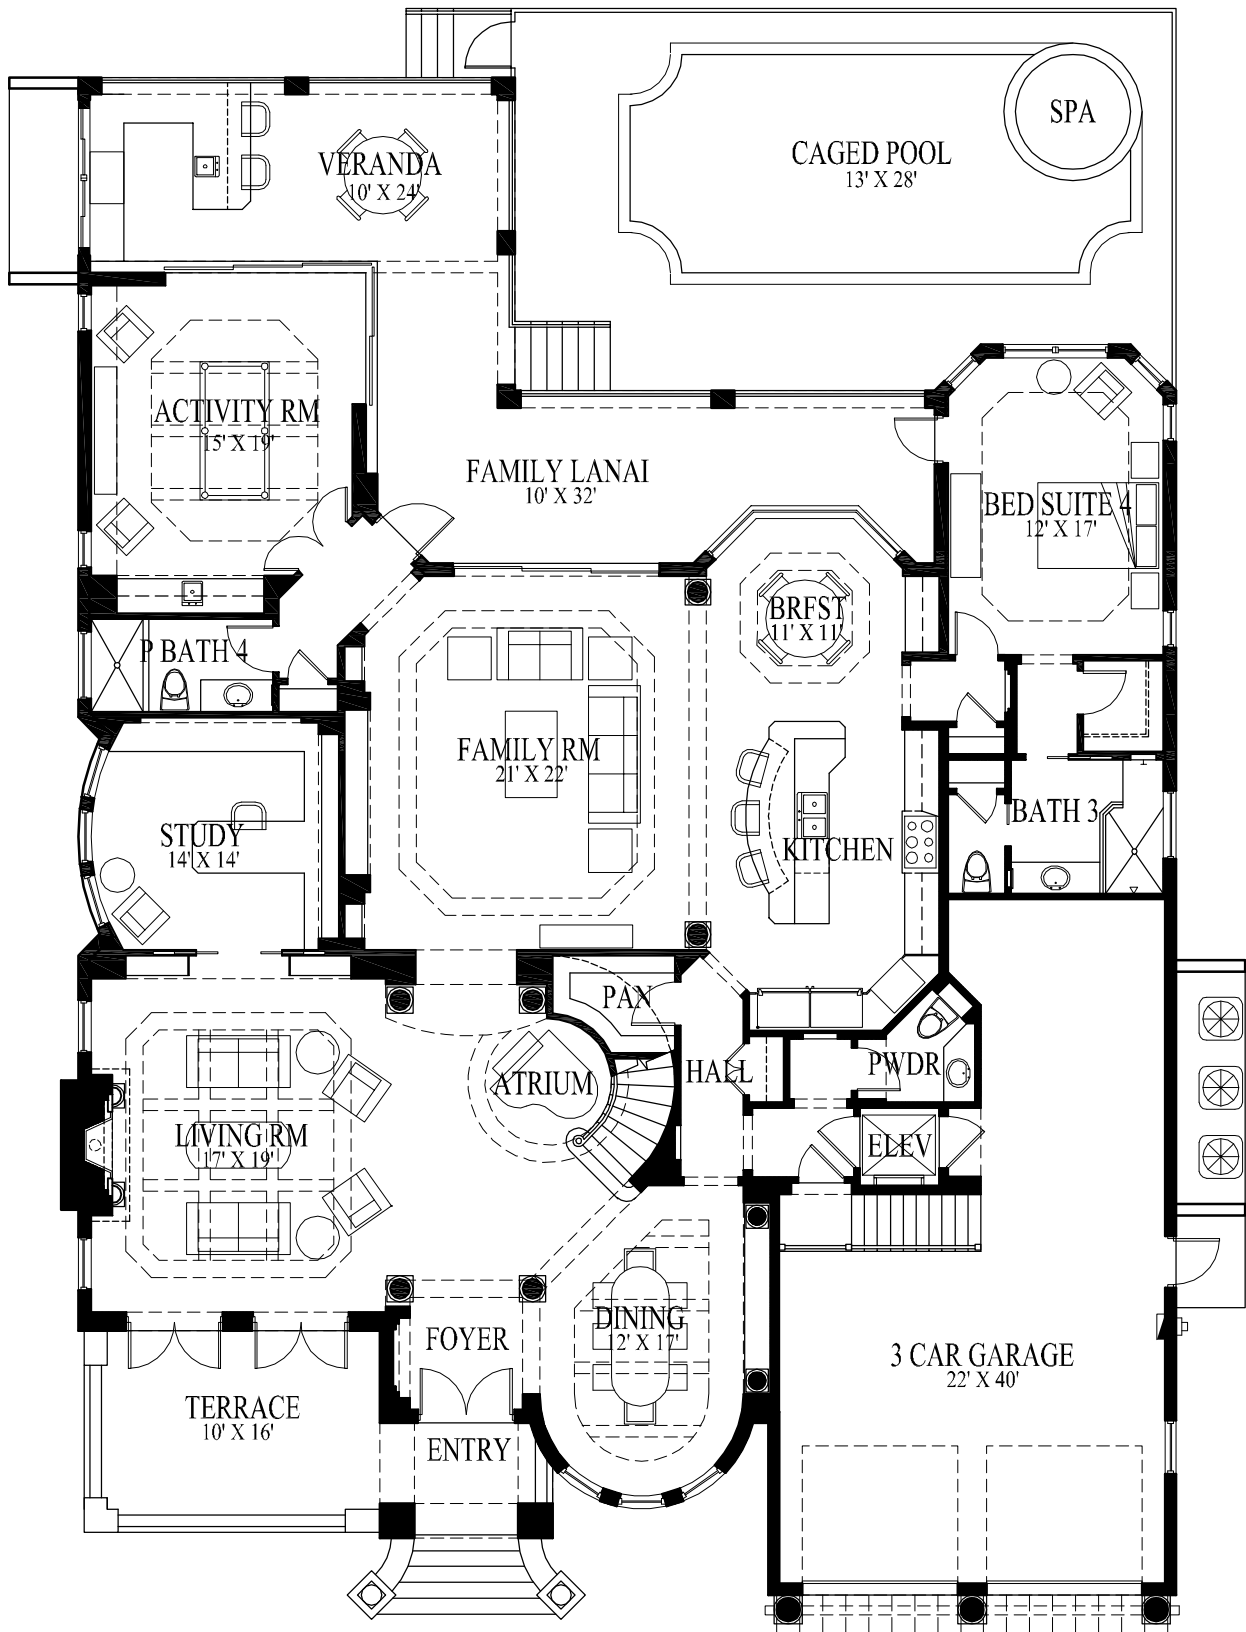 SPA
CAGED POOL
13' X 28'
VERANDA
10' X 24'
ACTIVITY RM
15' X 19'
FAMILY LANAI
10' X 32'
BED SUITE 4
12' X 17'
BRFST
11' X 11'
P BATH 4
FAMILY RM
21' X 22'
STUDY
14' X 14'
KITCHEN
BATH 3
PAN
ATRIUM
HALL
PWDR
LIVING RM
17' X 19'
ELEV
DINING
12' X 17'
FOYER
3 CAR GARAGE
22' X 40'
TERRACE
10' X 16'
ENTRY